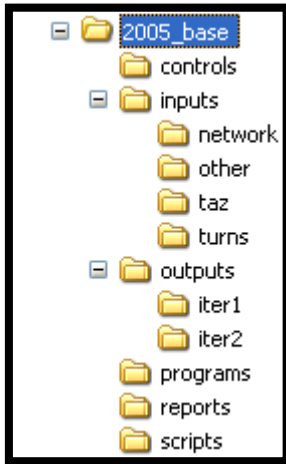 2005_base
controls
inputs
network
other
taz
turns
outputs
iter1
iter2
programs
reports
scripts